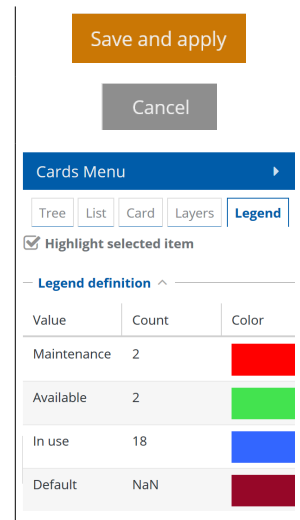 Save and apply
Cancel
Cards Menu
Tree List Card Layers Legend
Highlight selected item
Legend definition
Value Count Color
Maintenance 2
Available 2
In use 18
Default NaN